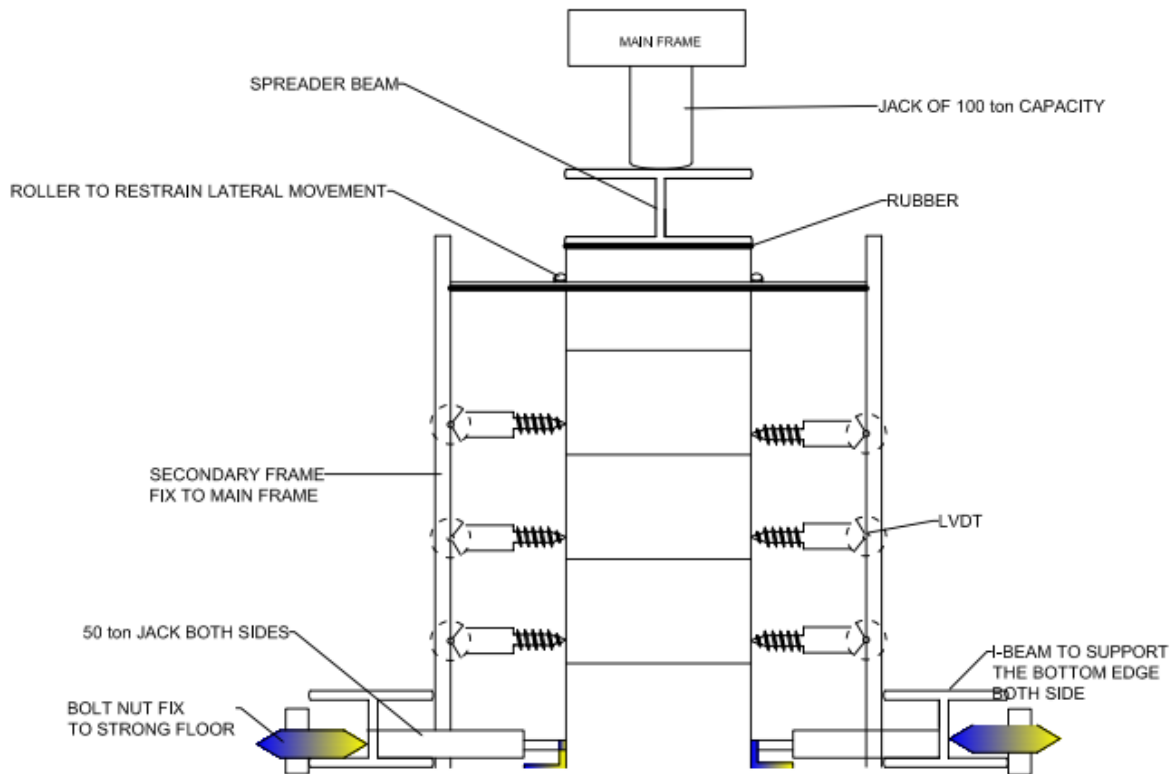 MAIN FRAME
SPREADER BEAM
JACK OF 100 ton CAPACITY
ROLLER TO RESTRAIN LATERAL MOVEMENT
RUBBER
SECONDARY FRAME
FIX TO MAIN FRAME
LVDT
50 ton JACK BOTH SIDES
I-BEAM TO SUPPORT
THE BOTTOM EDGE
BOTH SIDE
BOLT NUT FIX
TO STRONG FLOOR